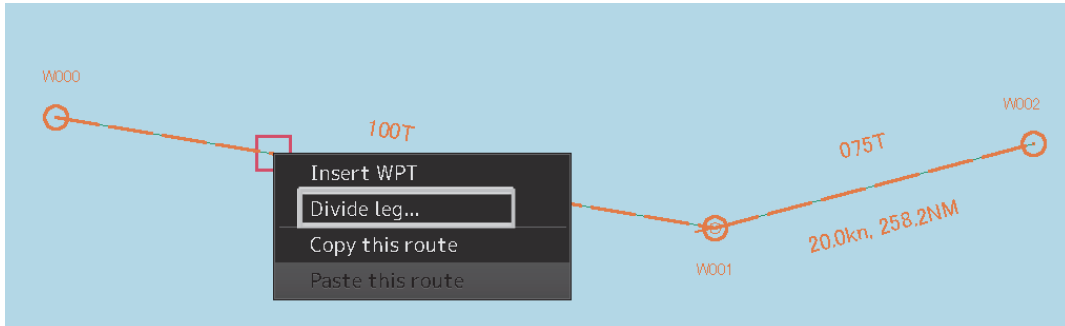 W000
100T
Insert WPT
Divide leg...
Copy this route
Paste this route
W001
075T
20.0kn, 258.2NM
W002